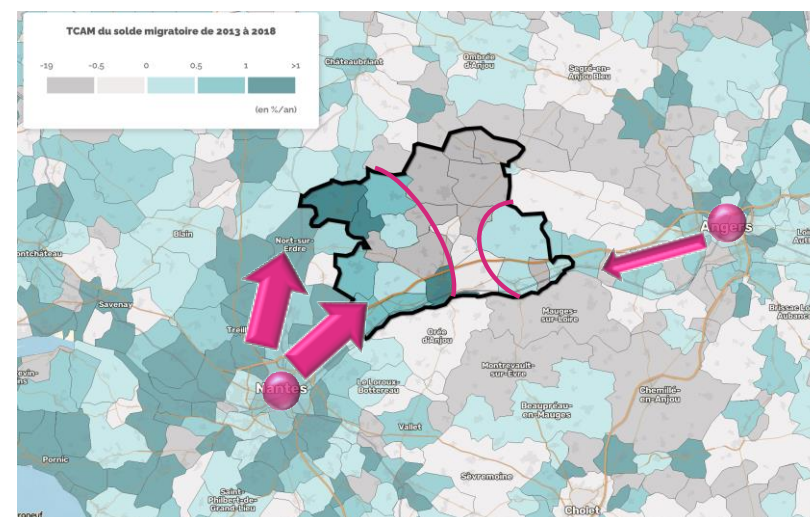 TCAM du solde migratoire de 2013 à 2018
-19 -0,5 0 0,5 1 >1
(en %/an)
Châteaubriant
Ombrée
d'Anjou
Segré-en-
Anjou Bleu
Blain
Nort-sur-
Erdre
Angers
Savenay
Treill
Mauges-
sur-Loire
Brissac Lo
Aubanc
Orée
d'Anjou
Nantes
Le Loroux-
Bottereau
Montrevault-
sur-Èvre
Chemillé-
en-Anjou
Beaupréau-
en-Mauges
Vallet
Pornic
Sèvremoine
Saint-
Philbert-de-
Grand-Lieu
Cholet